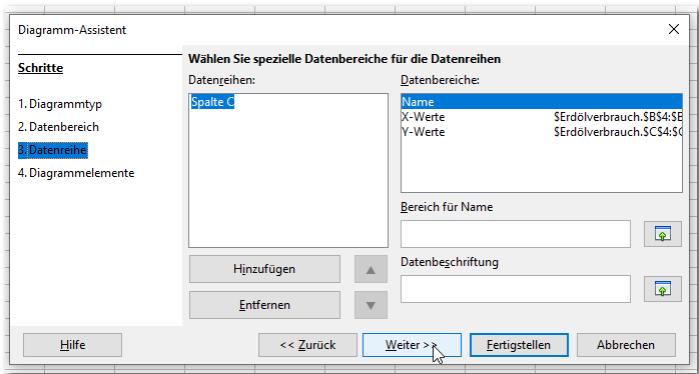 Diagramm-Assistent
Schritte
1. Diagrammtyp
2. Datenbereich
3. Datenreihe
4. Diagrammelemente
Wählen Sie spezielle Datenbereiche für die Datenreihen
Datenreihen:
Spalte C
Hinzufügen
Entfernen
Datenbereiche:
Name
X-Werte $Erdölverbrauch.$B$4:$E
Y-Werte $Erdölverbrauch.$C$4:$C
Bereich für Name
Datenbeschriftung
Hilfe << Zurück Weiter >> Fertigstellen Abbrechen